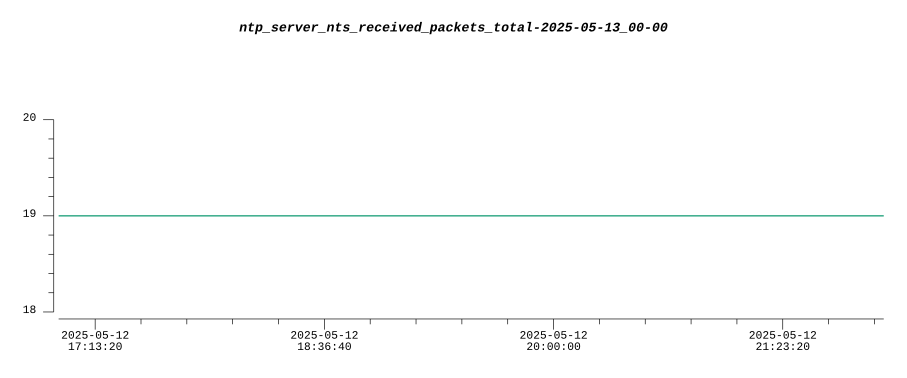 ntp_server_nts_received_packets_total-2025-05-13_00-00
20
19
18
2025-05-12 2025-05-12 2025-05-12 2025-05-12
17:13:20 18:36:40 20:00:00 21:23:20